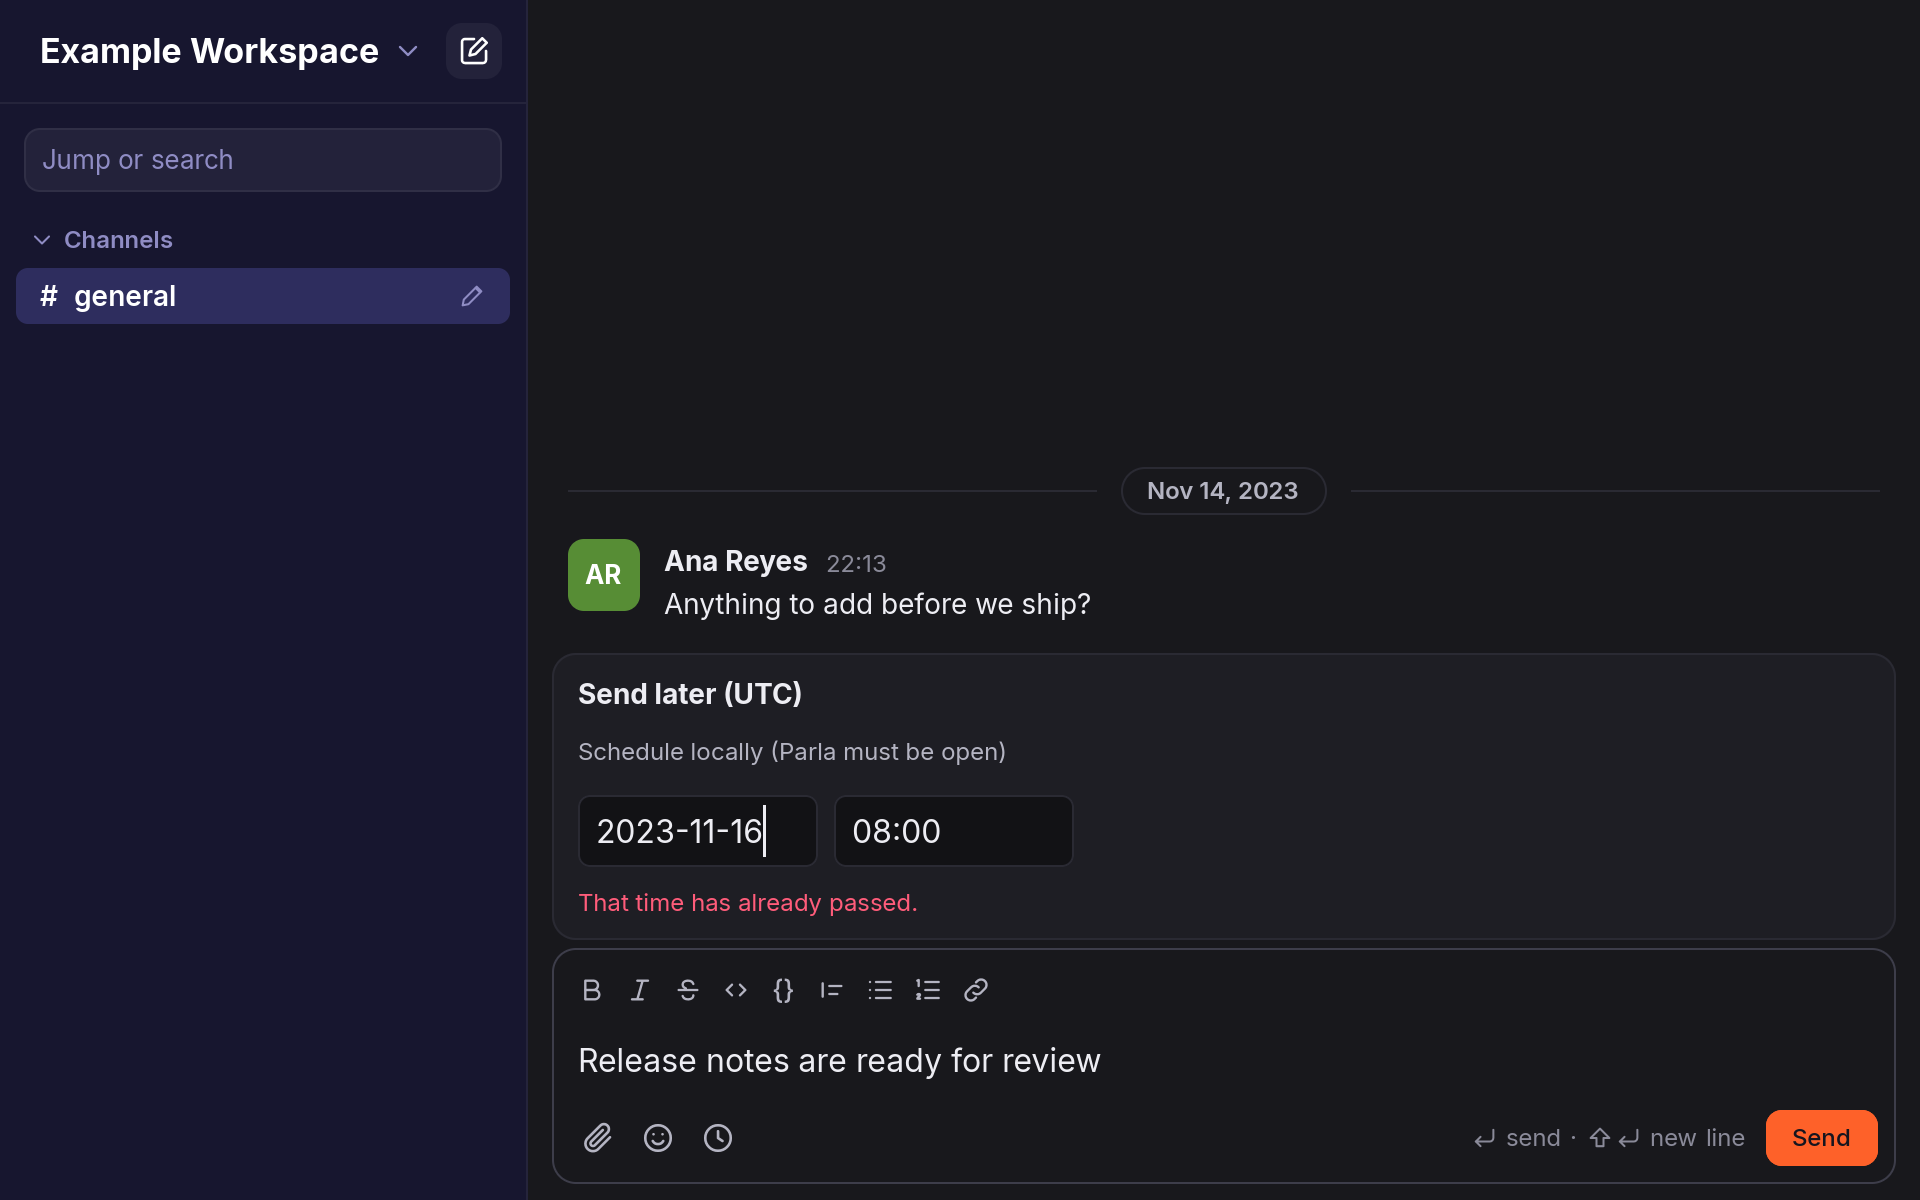 Example Workspace
Jump or search
Channels
# general
Nov 14, 2023
AR
Ana Reyes 22:13
Anything to add before we ship?
Send later (UTC)
Schedule locally (Parla must be open)
2023-11-16 08:00
That time has already passed.
Release notes are ready for review
send · new line
Send